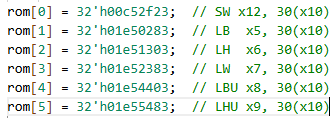 rom[0] = 32'h00c52f23;  // SW x12, 30(x10)
rom[1] = 32'h01e50283;  // LB  x5, 30(x10)
rom[2] = 32'h01e51303;  // LH  x6, 30(x10)
rom[3] = 32'h01e52383;  // LW  x7, 30(x10)
rom[4] = 32'h01e54403;  // LBU x8, 30(x10)
rom[5] = 32'h01e55483;  // LHU x9, 30(x10)